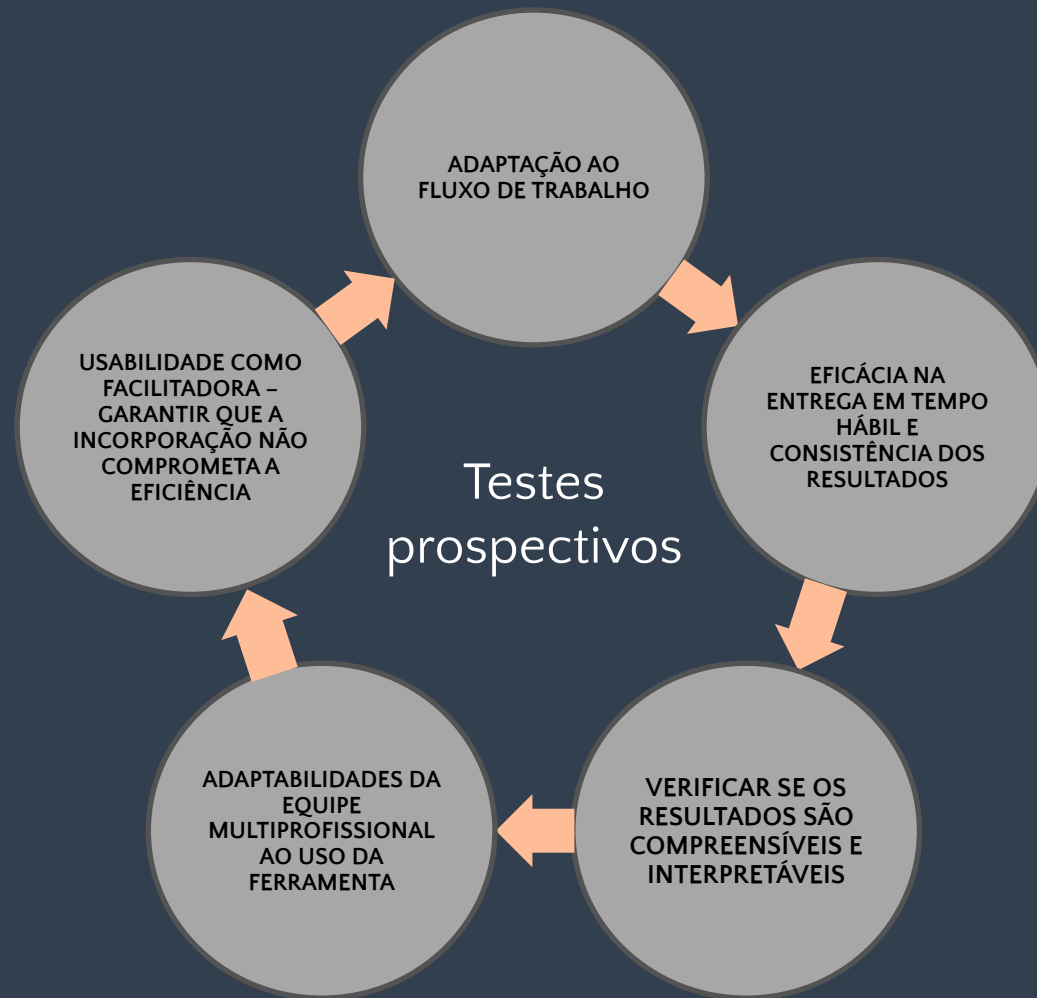 ADAPTAÇÃO AO
FLUXO DE TRABALHO
EFICÁCIA NA
ENTREGA EM TEMPO
HÁBIL E
CONSISTÊNCIA DOS
RESULTADOS
VERIFICAR SE OS
RESULTADOS SÃO
COMPREENSÍVEIS E
INTERPRETÁVEIS
ADAPTABILIDADES DA
EQUIPE
MULTIPROFISSIONAL
AO USO DA
FERRAMENTA
USABILIDADE COMO
FACILITADORA –
GARANTIR QUE A
INCORPORAÇÃO NÃO
COMPROMETA A
EFICIÊNCIA
Testes
prospectivos